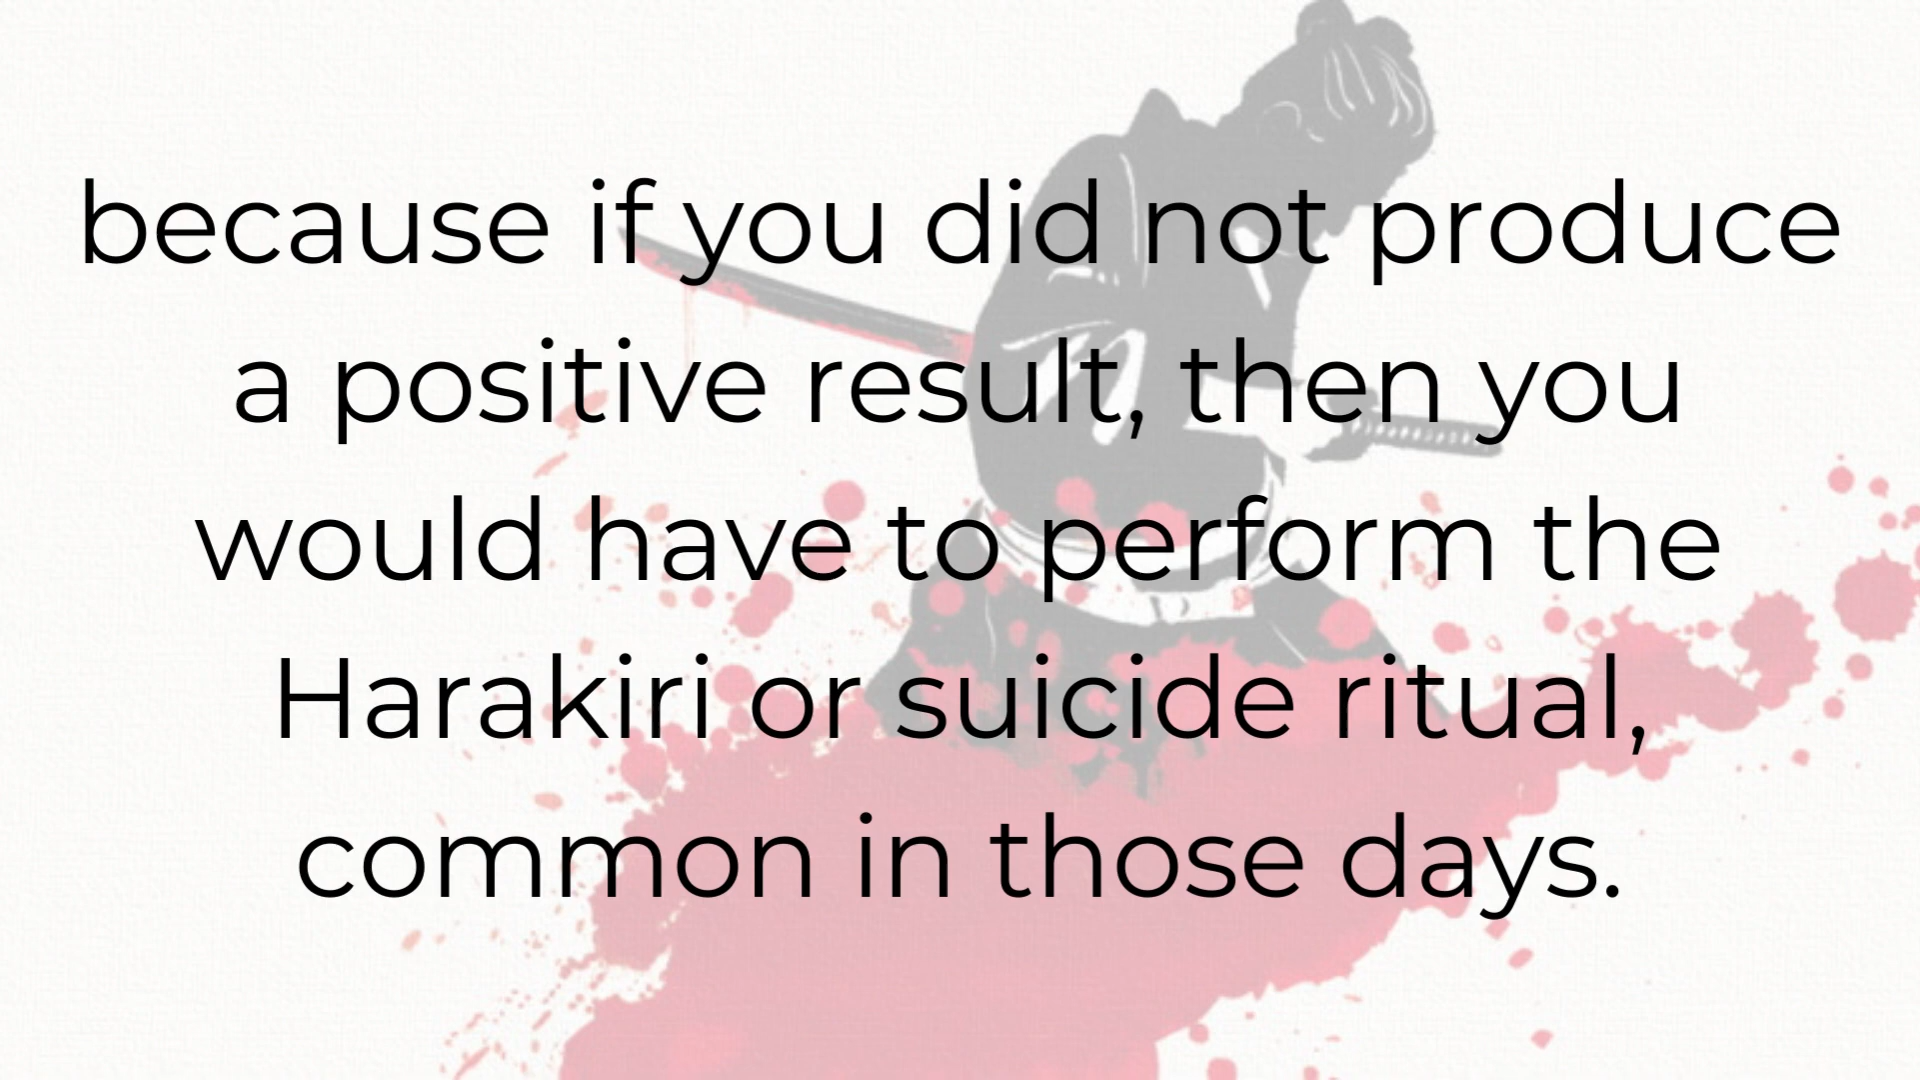 because if you did not produce
a positive result, then you
would have to perform the
Harakiri or suicide ritual,
common in those days.